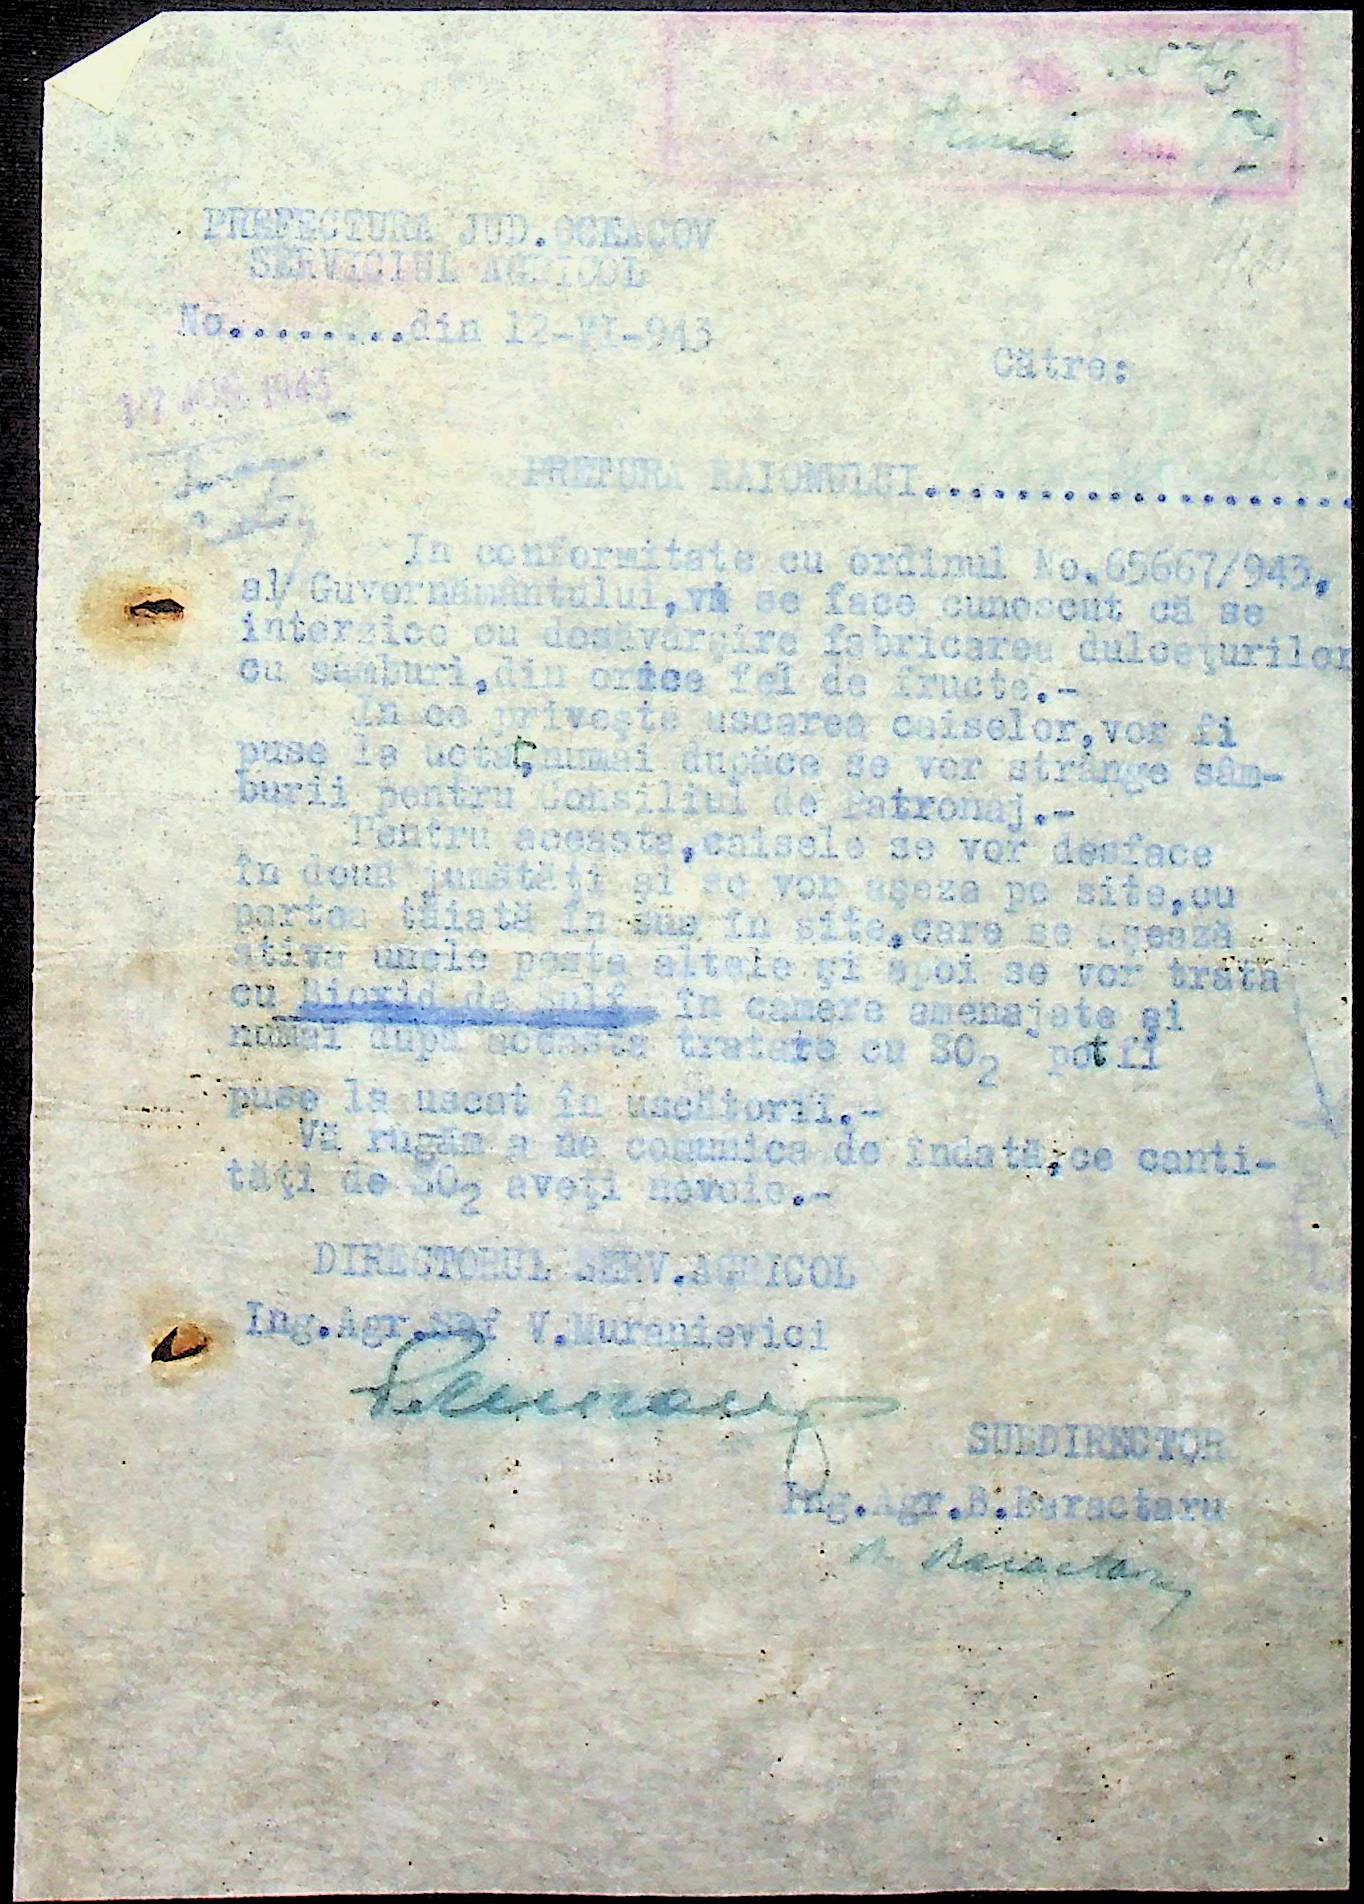 PREFECTURA JUD.OCEACOV
SERVICIUL AGRICOL
No.........din 12-VI-943
Către:
17 1943
PRETURA RAIONULUI.....................
In conformitate cu ordinul No.65667/943,
al Guvernământului,vă se face cunoscut că se
interzice cu desăvârşire fabricarea dulceţurilor
cu sâmburi,din orice fel de fructe.-
In ce priveşte uscarea caiselor,vor fi
puse la uscat,numai dupăce se vor strânge sâm-
burii pentru Consiliul de Patronaj.-
Pentru aceasta,caisele se vor desface
în două jumătăţi şi se vor aşeza pe site,cu
partea tăiată în sus în site,care se aşează
stive unele peste altele şi apoi se vor trata
cu Bioxid de sulf în camere amenajate şi
numai după aceasta tratare cu SO2 pot fi
puse la uscat în uscătorii.-
Vă rugăm a ne comunica de îndată,ce canti-
tăţi de SO2 aveţi nevoie.-
DIRECTORUL SERV.AGRICOL
Ing.Agr.Şef V.Muranievici
SUBDIRECTOR
Ing.Agr.B.Baractaru
B. Baractaru